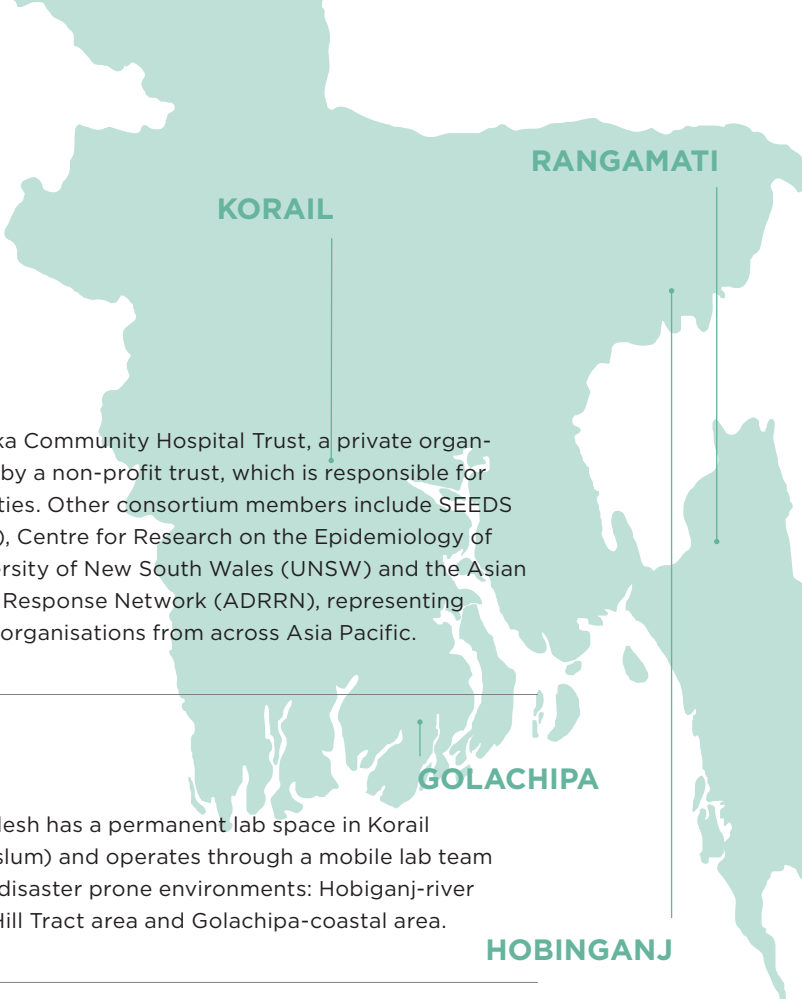 RANGAMATI
KORAIL
ka Community Hospital Trust, a private organ-
by a non-profit trust, which is responsible for
ties. Other consortium members include SEEDS
), Centre for Research on the Epidemiology of
ersity of New South Wales (UNSW) and the Asian
Response Network (ADRRN), representing
organisations from across Asia Pacific.
GOLACHIPA
lesh has a permanent lab space in Korail
slum) and operates through a mobile lab team
disaster prone environments: Hobiganj-river
Hill Tract area and Golachipa-coastal area.
HOBINGANJ